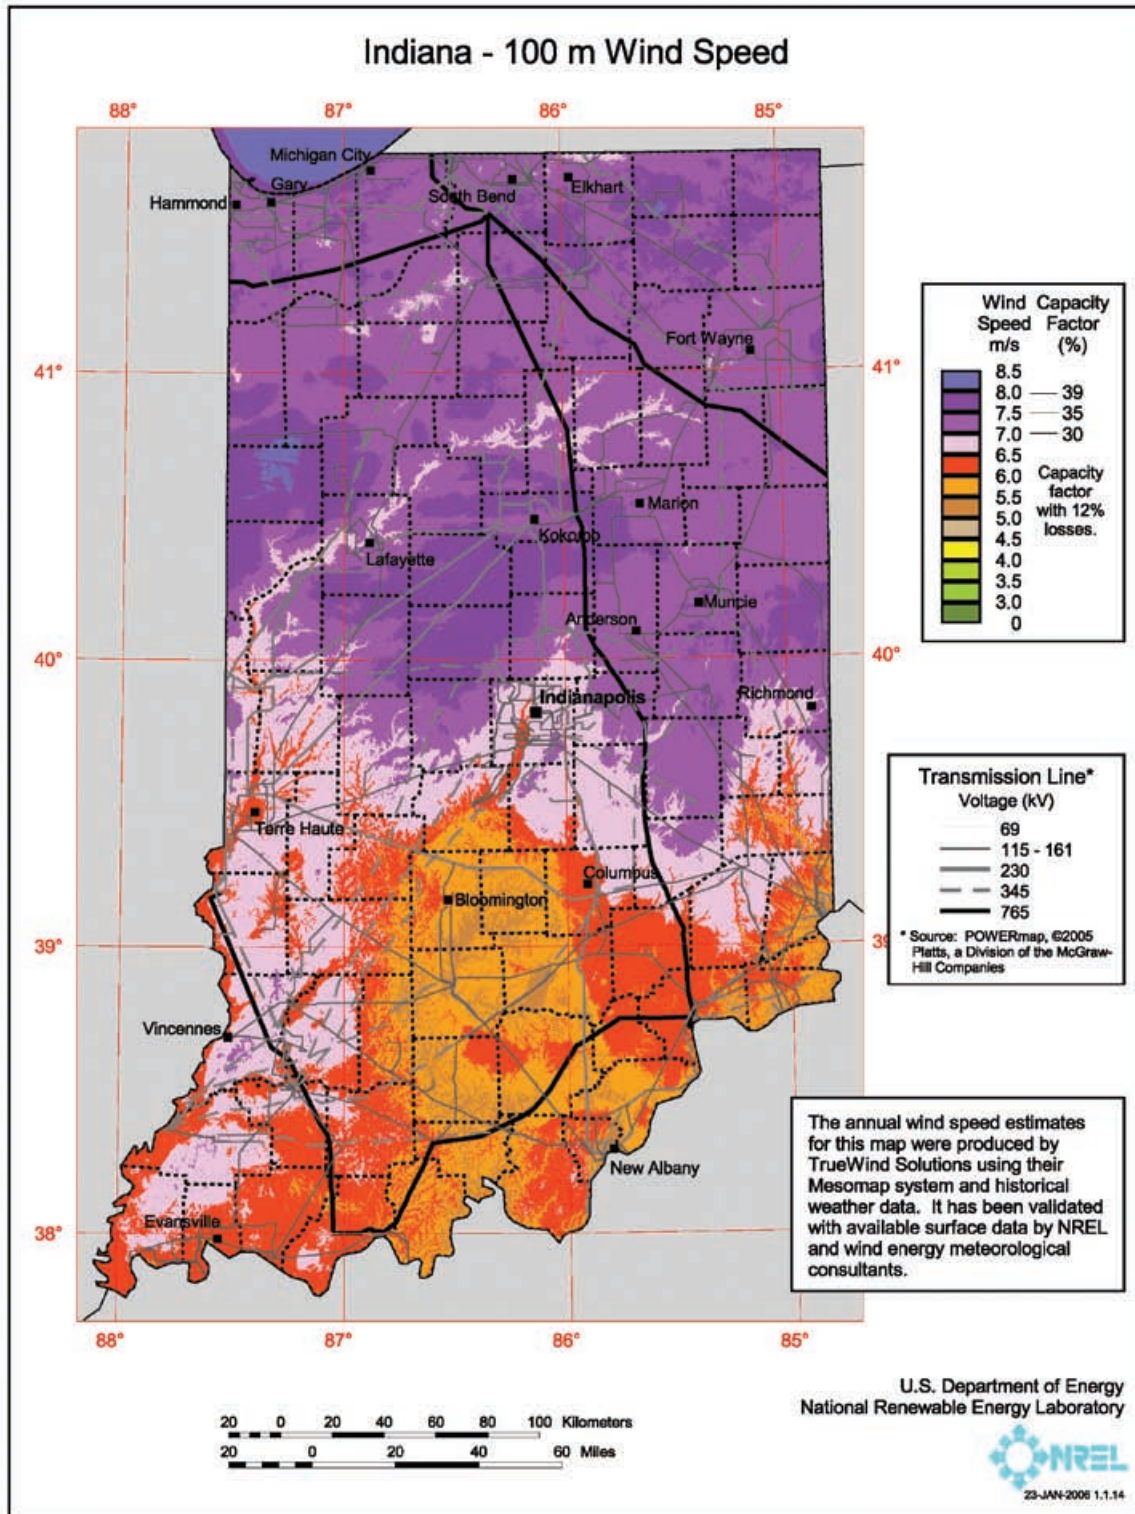 Indiana - 100 m Wind Speed
88° 87° 86° 85°
Michigan City
Gary
Hammond
South Bend
Elkhart
Fort Wayne
41° 41°
Marion
Kokomo
Lafayette
Muncie
Anderson
40° 40°
Richmond
Indianapolis
Terre Haute
Columbus
Bloomington
39° 39
Vincennes
New Albany
Evansville
38°
88° 87° 86° 85°
Wind Capacity
Speed Factor
m/s (%)
8.5
8.0 39
7.5 35
7.0 30
6.5
6.0
5.5
5.0
4.5
4.0
3.5
3.0
0
Capacity
factor
with 12%
losses.
Transmission Line*
Voltage (kV)
69
115 - 161
230
345
765
* Source: POWERmap, ©2005
Platts, a Division of the McGraw-
Hill Companies
The annual wind speed estimates
for this map were produced by
TrueWind Solutions using their
Mesomap system and historical
weather data. It has been validated
with available surface data by NREL
and wind energy meteorological
consultants.
U.S. Department of Energy
National Renewable Energy Laboratory
20 0 20 40 60 80 100 Kilometers
20 0 20 40 60 Miles
NREL
23-JAN-2006 1.1.14